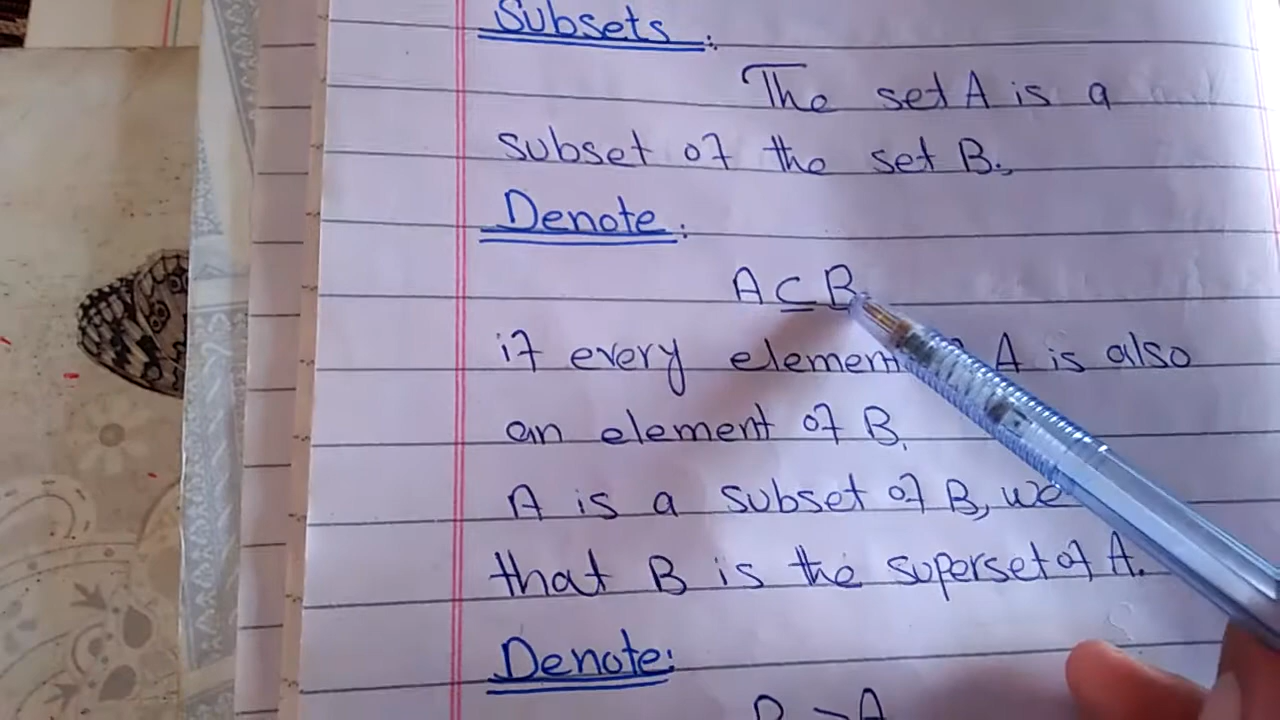 Subsets:
The set A is a
subset of the set B.
Denote:
A ⊆ B
if every element A is also
an element of B.
A is a subset of B, we
that B is the superset of A.
Denote: